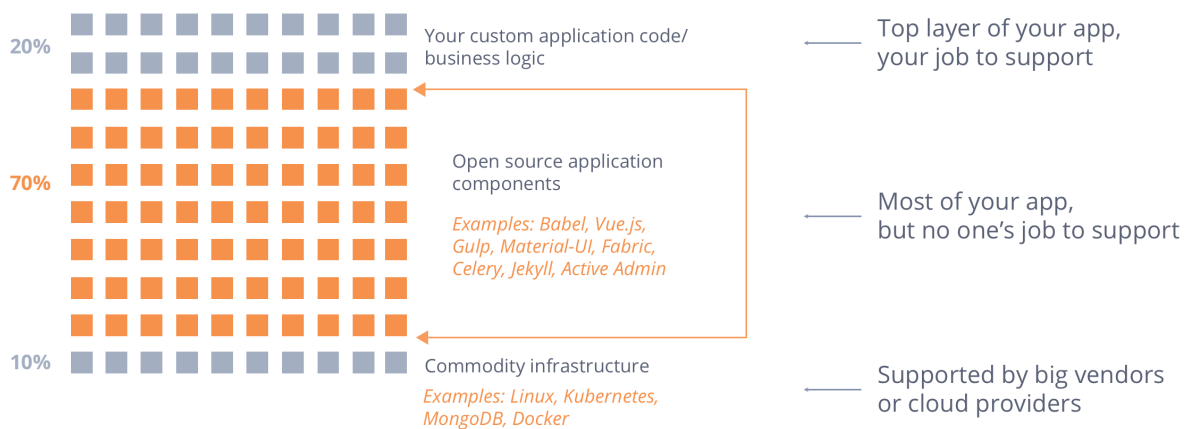 20%
Your custom application code/
business logic
Top layer of your app,
your job to support
70%
Open source application
components
Examples: Babel, Vue.js,
Gulp, Material-UI, Fabric,
Celery, Jekyll, Active Admin
Most of your app,
but no one’s job to support
10%
Commodity infrastructure
Examples: Linux, Kubernetes,
MongoDB, Docker
Supported by big vendors
or cloud providers